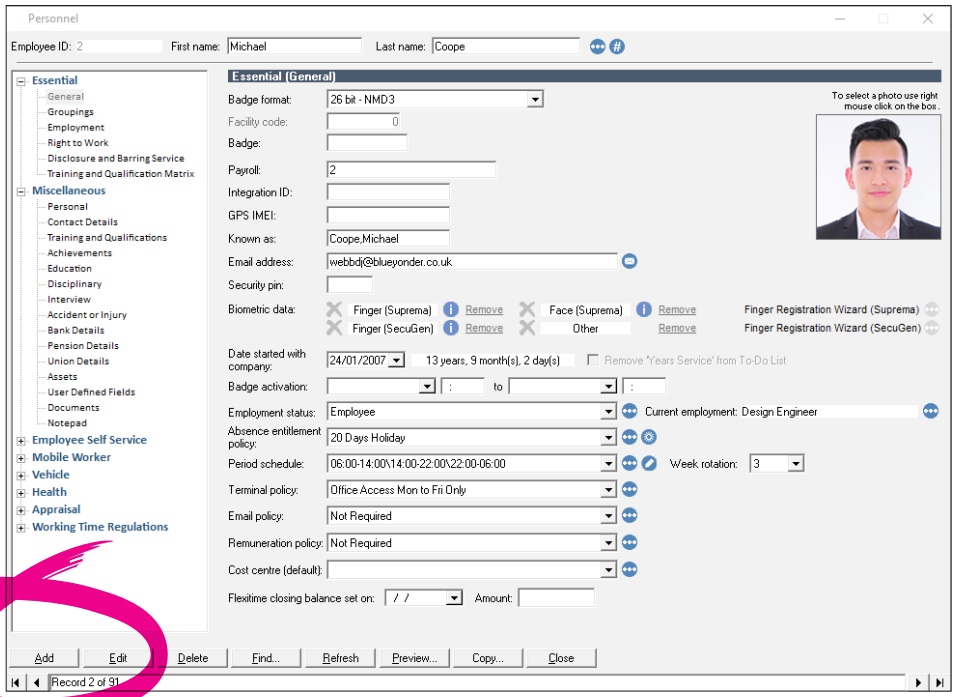 Personnel
Employee ID: 2 First name: Michael Last name: Coope #
Essential
General
Groupings
Employment
Right to Work
Disclosure and Barring Service
Training and Qualification Matrix
Miscellaneous
Personal
Contact Details
Training and Qualifications
Achievements
Education
Disciplinary
Interview
Accident or Injury
Bank Details
Pension Details
Union Details
Assets
User Defined Fields
Documents
Notepad
Employee Self Service
Mobile Worker
Vehicle
Health
Appraisal
Working Time Regulations
Essential (General)
Badge format: 26 bit - NMD3
Facility code: 0
Badge:
Payroll: 2
Integration ID:
GPS IMEI:
Known as: Coope,Michael
Email address: webbdj@blueyonder.co.uk
Security pin:
To select a photo use right
mouse click on the box.
Biometric data: Finger (Suprema) i Remove Face (Suprema) i Remove Finger Registration Wizard (Suprema)
Finger (SecuGen) i Remove Other Remove Finger Registration Wizard (SecuGen)
Date started with
company: 24/01/2007 13 years, 9 month(s), 2 day(s) Remove 'Years Service' from To-Do List
Badge activation: : to :
Employment status: Employee Current employment: Design Engineer
Absence entitlement
policy: 20 Days Holiday
Period schedule: 06:00-14:00\14:00-22:00\22:00-06:00 Week rotation: 3
Terminal policy: Office Access Mon to Fri Only
Email policy: Not Required
Remuneration policy: Not Required
Cost centre (default):
Flexitime closing balance set on: / / Amount:
Add Edit Delete Find... Refresh Preview... Copy... Close
Record 2 of 91